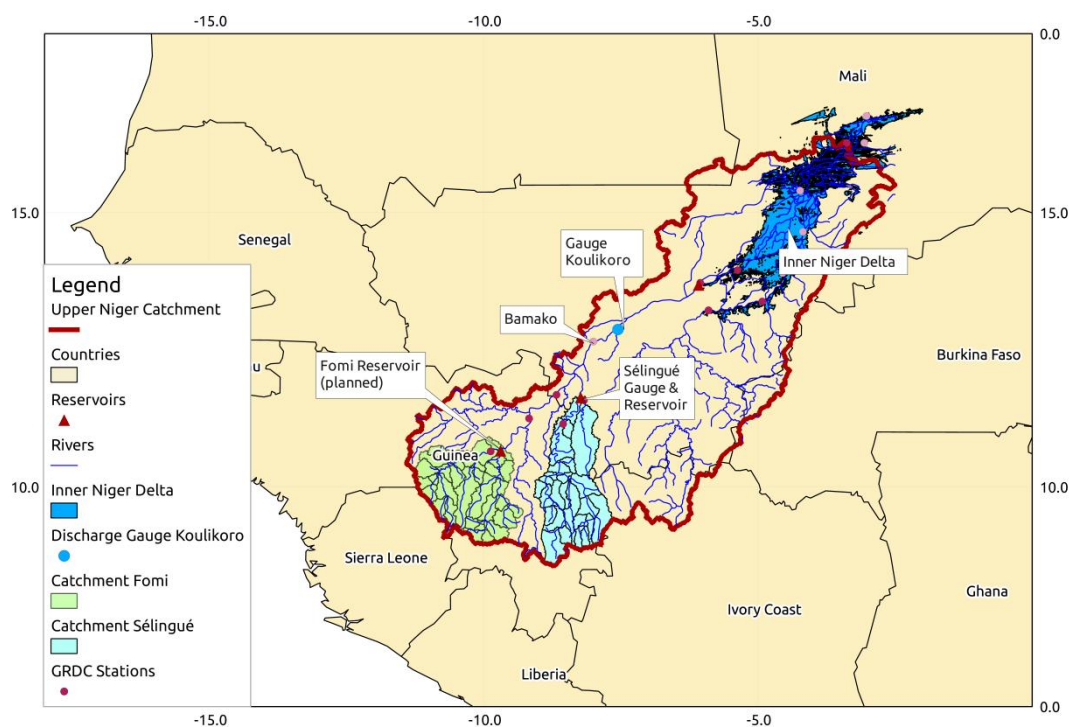 -15.0
-10.0
-5.0
0.0
Mali
15.0
15.0
Senegal
Gauge
Koulikoro
Inner Niger Delta
Legend
Upper Niger Catchment
Bamako
Countries
Fomi Reservoir
(planned)
Sélingué
Gauge &
Reservoir
Burkina Faso
au
Reservoirs
Rivers
Guinea
Inner Niger Delta
10.0
10.0
Discharge Gauge Koulikoro
Sierra Leone
Catchment Fomi
Ghana
Ivory Coast
Catchment Sélingué
GRDC Stations
Liberia
0.0
-15.0
-10.0
-5.0